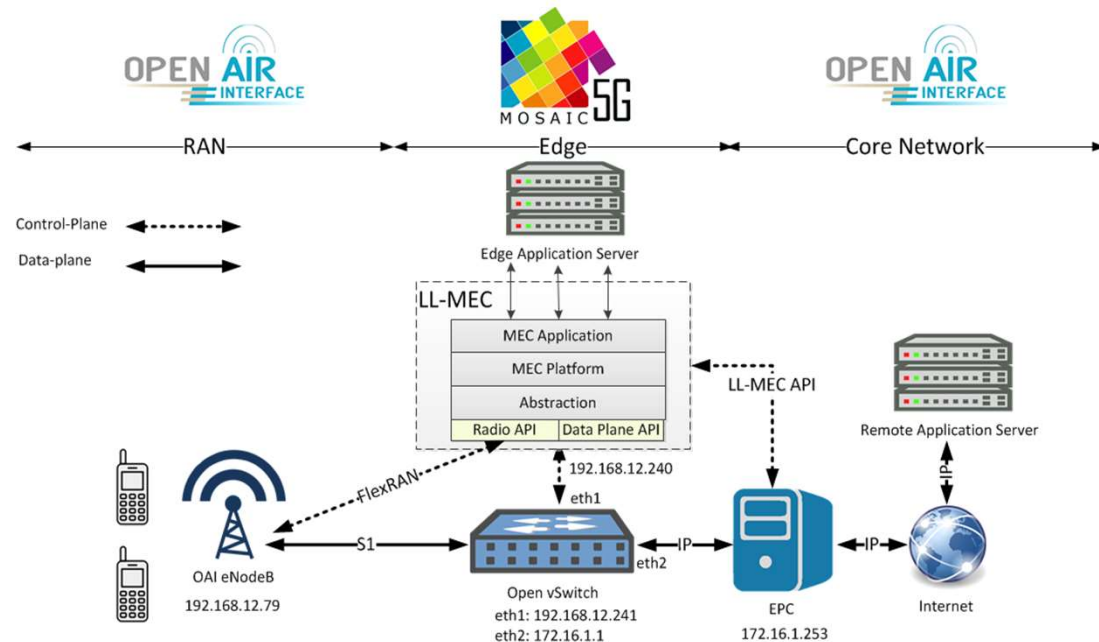 OPEN AIR
INTERFACE
MOSAIC 5G
OPEN AIR
INTERFACE
RAN
Edge
Core Network
Control-Plane
Data-plane
Edge Application Server
LL-MEC
MEC Application
MEC Platform
Abstraction
Radio API
Data Plane API
LL-MEC API
Remote Application Server
192.168.12.240
FlexRAN
eth1
IP
S1
IP
IP
eth2
OAI eNodeB
192.168.12.79
Open vSwitch
eth1: 192.168.12.241
eth2: 172.16.1.1
EPC
172.16.1.253
Internet